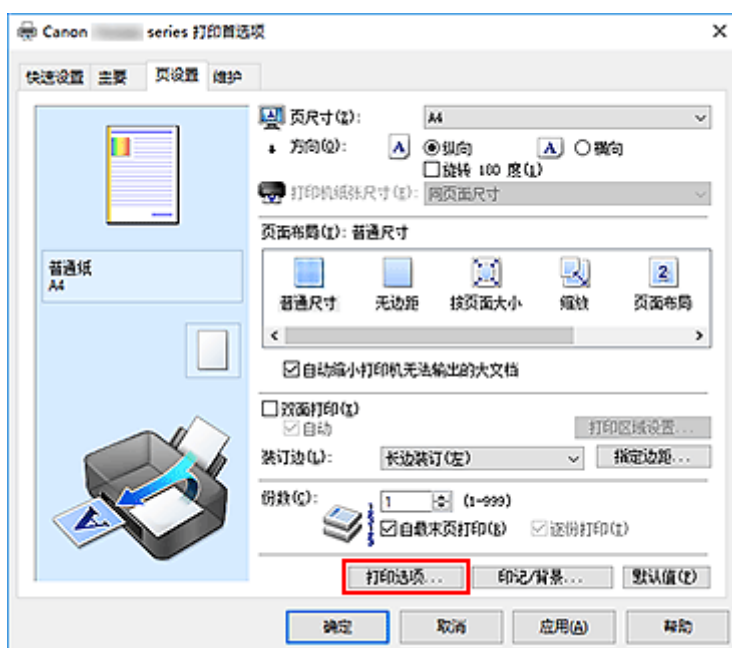 Canon series 打印首选项
快速设置 主要 页设置 维护
页尺寸(Z): A4
方向(O): A 纵向 A 横向
旋转 180 度(1)
打印机纸张尺寸(E): 同页面尺寸
页面布局(I): 普通尺寸
普通纸
A4
普通尺寸 无边距 按页面大小 缩放 页面布局
自动缩小打印机无法输出的大文档
双面打印(X)
自动 打印区域设置...
装订边(L): 长边装订(左) 指定边距...
份数(C): 1 (1-999)
自最末页打印(B) 逐份打印(T)
打印选项... 印记/背景... 默认值(P)
确定 取消 应用(A) 帮助